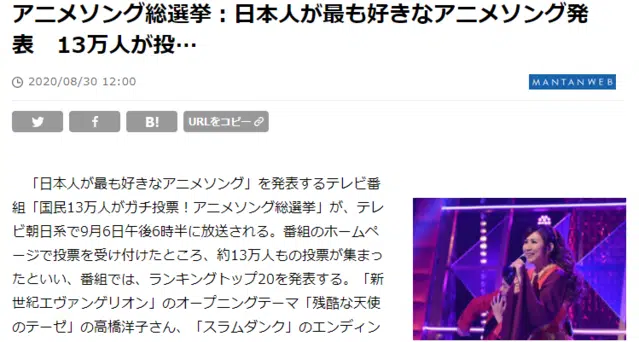 アニメソング総選挙：日本人が最も好きなアニメソング発
表　13万人が投…
2020/08/30 12:00
MANTANWEB
B! URLをコピー
「日本人が最も好きなアニメソング」を発表するテレビ番
組「国民13万人がガチ投票！アニメソング総選挙」が、テレ
ビ朝日系で9月6日午後6時半に放送される。番組のホームペ
ージで投票を受け付けたところ、約13万人もの投票が集まっ
たといい、番組では、ランキングトップ20を発表する。「新
世紀エヴァンゲリオン」のオープニングテーマ「残酷な天使
のテーゼ」の高橋洋子さん、「スラムダンク」のエンディン